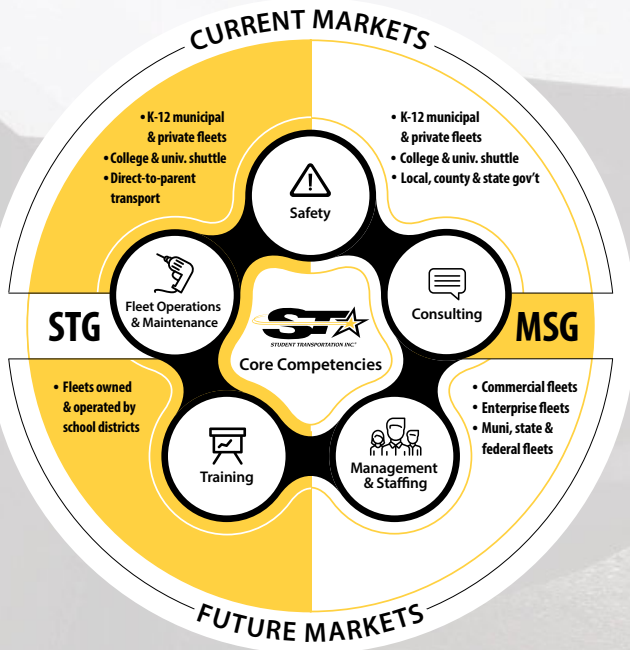 CURRENT MARKETS
• K-12 municipal
& private fleets
• College & univ. shuttle
• Direct-to-parent
transport
• K-12 municipal
& private fleets
• College & univ. shuttle
• Local, county & state gov't
Safety
Fleet Operations
& Maintenance
Consulting
STG
MSG
ST
STUDENT TRANSPORTATION INC.®
Core Competencies
• Fleets owned
& operated by
school districts
• Commercial fleets
• Enterprise fleets
• Muni, state &
federal fleets
Training
Management
& Staffing
FUTURE MARKETS